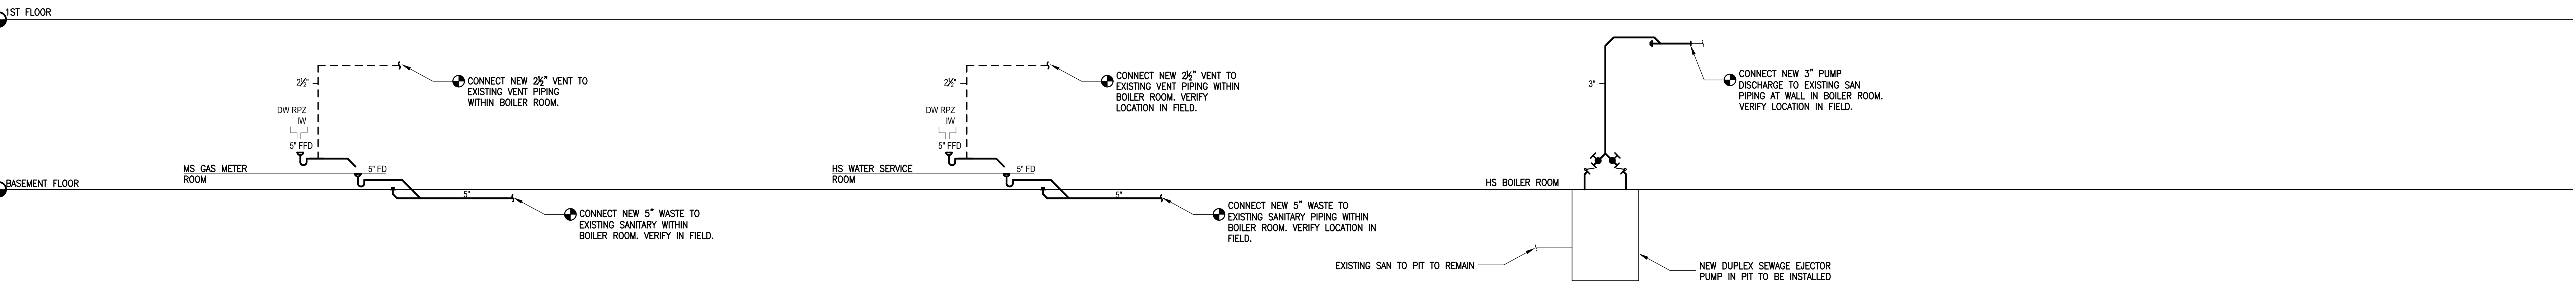 1ST FLOOR
2½"
CONNECT NEW 2½" VENT TO
EXISTING VENT PIPING
WITHIN BOILER ROOM.
DW RPZ
IW
5" FFD
MS GAS METER
ROOM
5" FD
BASEMENT FLOOR
5"
CONNECT NEW 5" WASTE TO
EXISTING SANITARY WITHIN
BOILER ROOM. VERIFY IN FIELD.
2½"
CONNECT NEW 2½" VENT TO
EXISTING VENT PIPING WITHIN
BOILER ROOM. VERIFY
LOCATION IN FIELD.
DW RPZ
IW
5" FFD
HS WATER SERVICE
ROOM
5" FD
5"
CONNECT NEW 5" WASTE TO
EXISTING SANITARY PIPING WITHIN
BOILER ROOM. VERIFY LOCATION IN
FIELD.
3"
CONNECT NEW 3" PUMP
DISCHARGE TO EXISTING SAN
PIPING AT WALL IN BOILER ROOM.
VERIFY LOCATION IN FIELD.
HS BOILER ROOM
EXISTING SAN TO PIT TO REMAIN
NEW DUPLEX SEWAGE EJECTOR
PUMP IN PIT TO BE INSTALLED